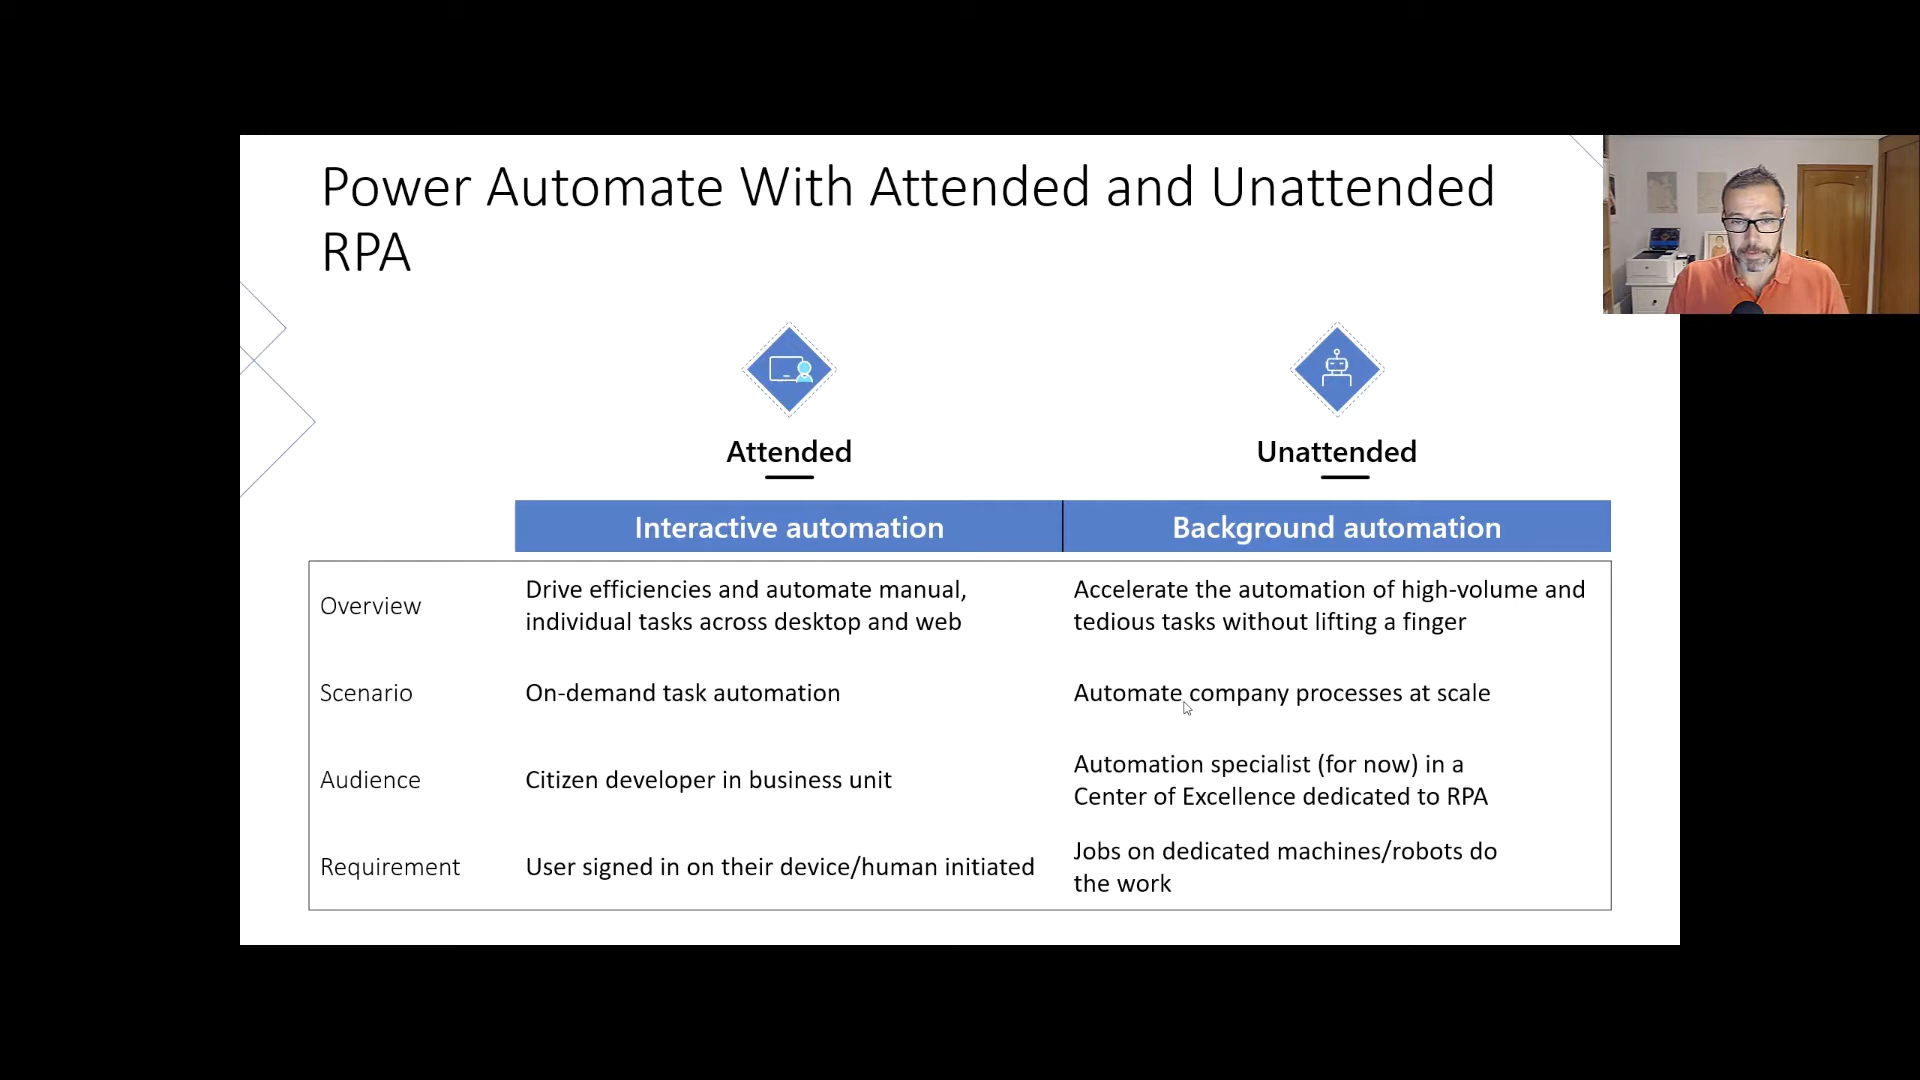 Power Automate With Attended and Unattended
RPA
Attended
Unattended
Interactive automation
Background automation
Overview
Drive efficiencies and automate manual,
individual tasks across desktop and web
Accelerate the automation of high-volume and
tedious tasks without lifting a finger
Scenario
On-demand task automation
Automate company processes at scale
Audience
Citizen developer in business unit
Automation specialist (for now) in a
Center of Excellence dedicated to RPA
Requirement
User signed in on their device/human initiated
Jobs on dedicated machines/robots do
the work